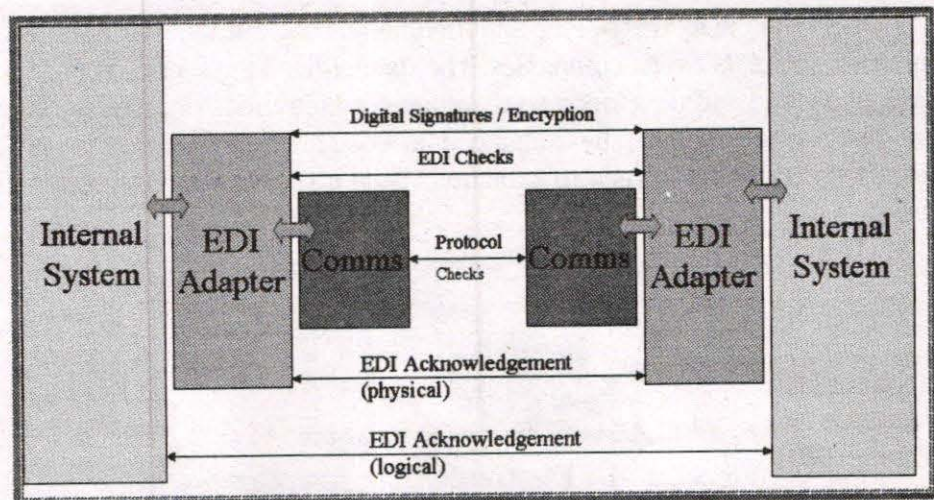 Digital Signatures / Encryption
EDI Checks
Internal
System
EDI
Adapter
Comms
Protocol
Checks
Comms
EDI
Adapter
Internal
System
EDI Acknowledgement
(physical)
EDI Acknowledgement
(logical)